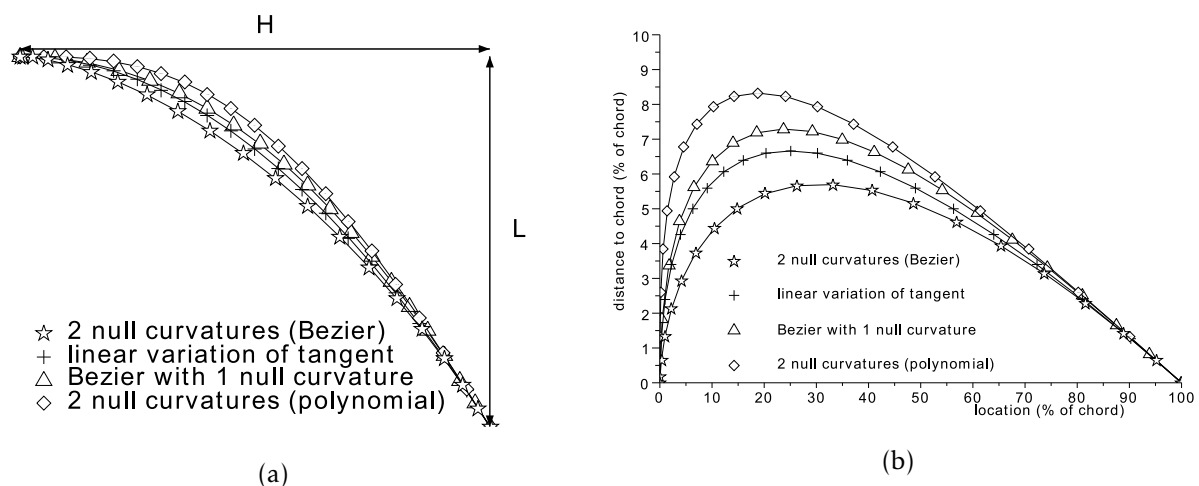 H
L
2 null curvatures (Bezier)
linear variation of tangent
Bezier with 1 null curvature
2 null curvatures (polynomial)
(a)
distance to chord (% of chord)
10
9
8
7
6
5
4
3
2
1
0
2 null curvatures (Bezier)
linear variation of tangent
Bezier with 1 null curvature
2 null curvatures (polynomial)
0 10 20 30 40 50 60 70 80 90 100
location (% of chord)
(b)